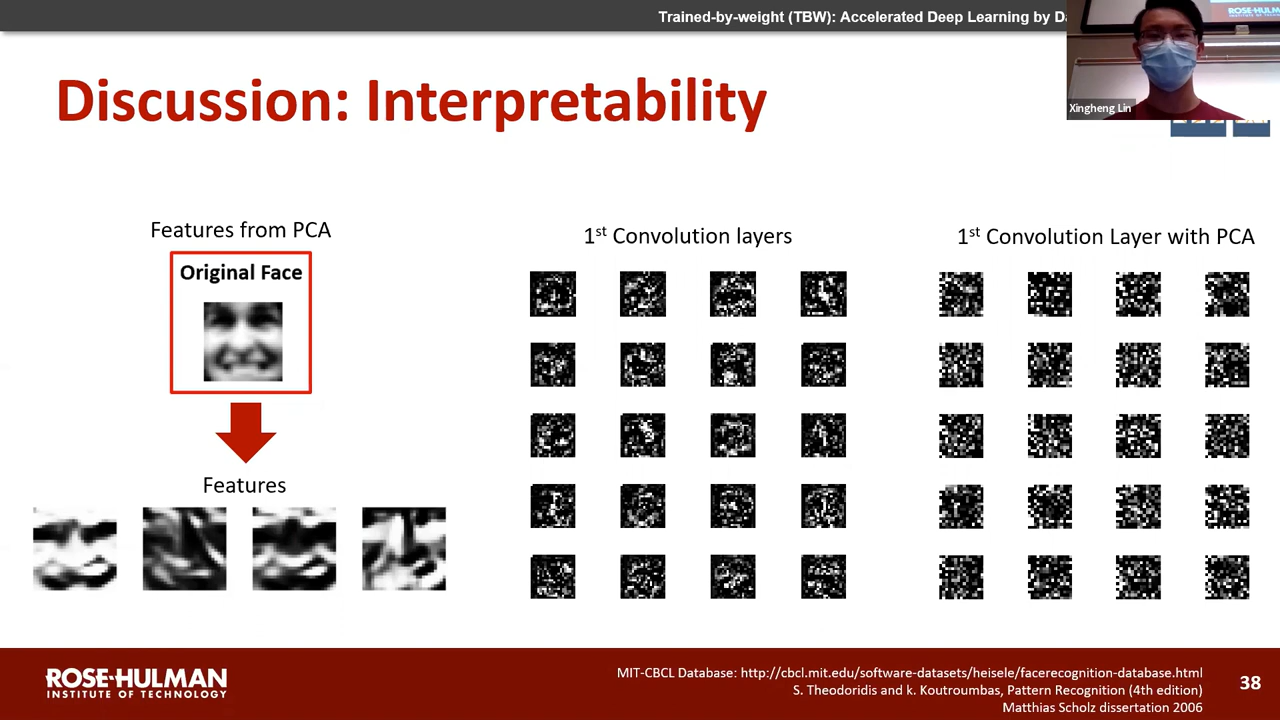 Trained-by-weight (TBW): Accelerated Deep Learning by
Xingheng Lin
Discussion: Interpretability
Features from PCA
Original Face
Features
1st Convolution layers
1st Convolution Layer with PCA
ROSE-HULMAN
INSTITUTE OF TECHNOLOGY
MIT-CBCL Database: http://cbcl.mit.edu/software-datasets/heisele/facerecognition-database.html
S. Theodoridis and k. Koutroumbas, Pattern Recognition (4th edition)
Matthias Scholz dissertation 2006
38